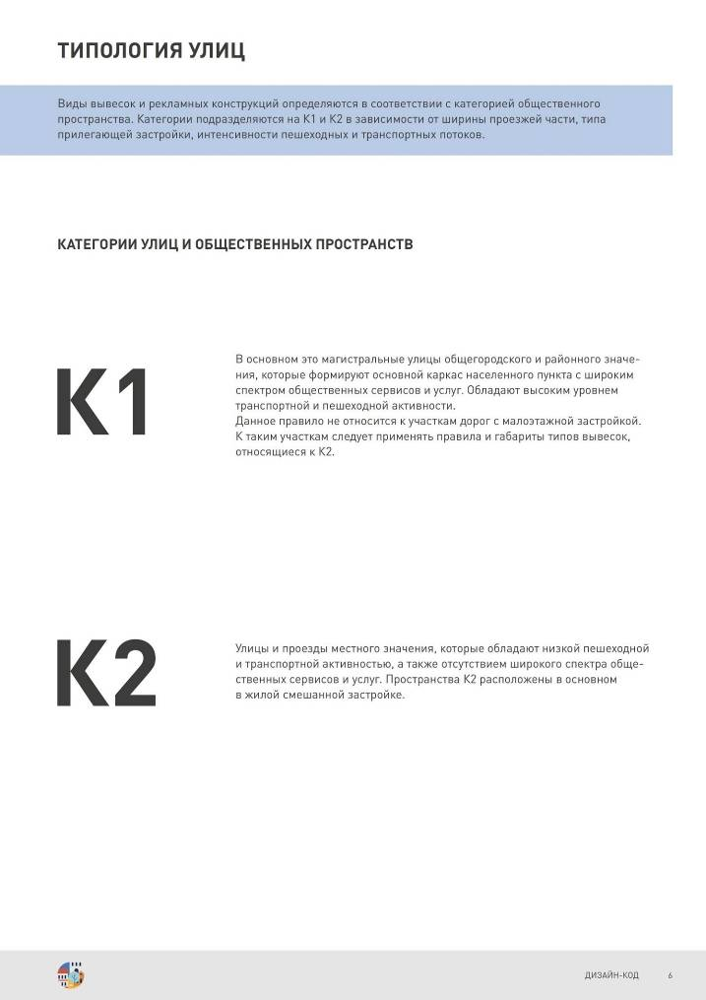 ТИПОЛОГИЯ УЛИЦ
Виды вывесок и рекламных конструкций определяются в соответствии с категорией общественного
пространства. Категории подразделяются на К1 и К2 в зависимости от ширины проезжей части, типа
прилегающей застройки, интенсивности пешеходных и транспортных потоков.
КАТЕГОРИИ УЛИЦ И ОБЩЕСТВЕННЫХ ПРОСТРАНСТВ
К1
В основном это магистральные улицы общегородского и районного значе-
ния, которые формируют основной каркас населенного пункта с широким
спектром общественных сервисов и услуг. Обладают высоким уровнем
транспортной и пешеходной активности.
Данное правило не относится к участкам дорог с малоэтажной застройкой.
К таким участкам следует применять правила и габариты типов вывесок,
относящиеся к К2.
К2
Улицы и проезды местного значения, которые обладают низкой пешеходной
и транспортной активностью, а также отсутствием широкого спектра обще-
ственных сервисов и услуг. Пространства К2 расположены в основном
в жилой смешанной застройке.
ДИЗАЙН-КОД 6